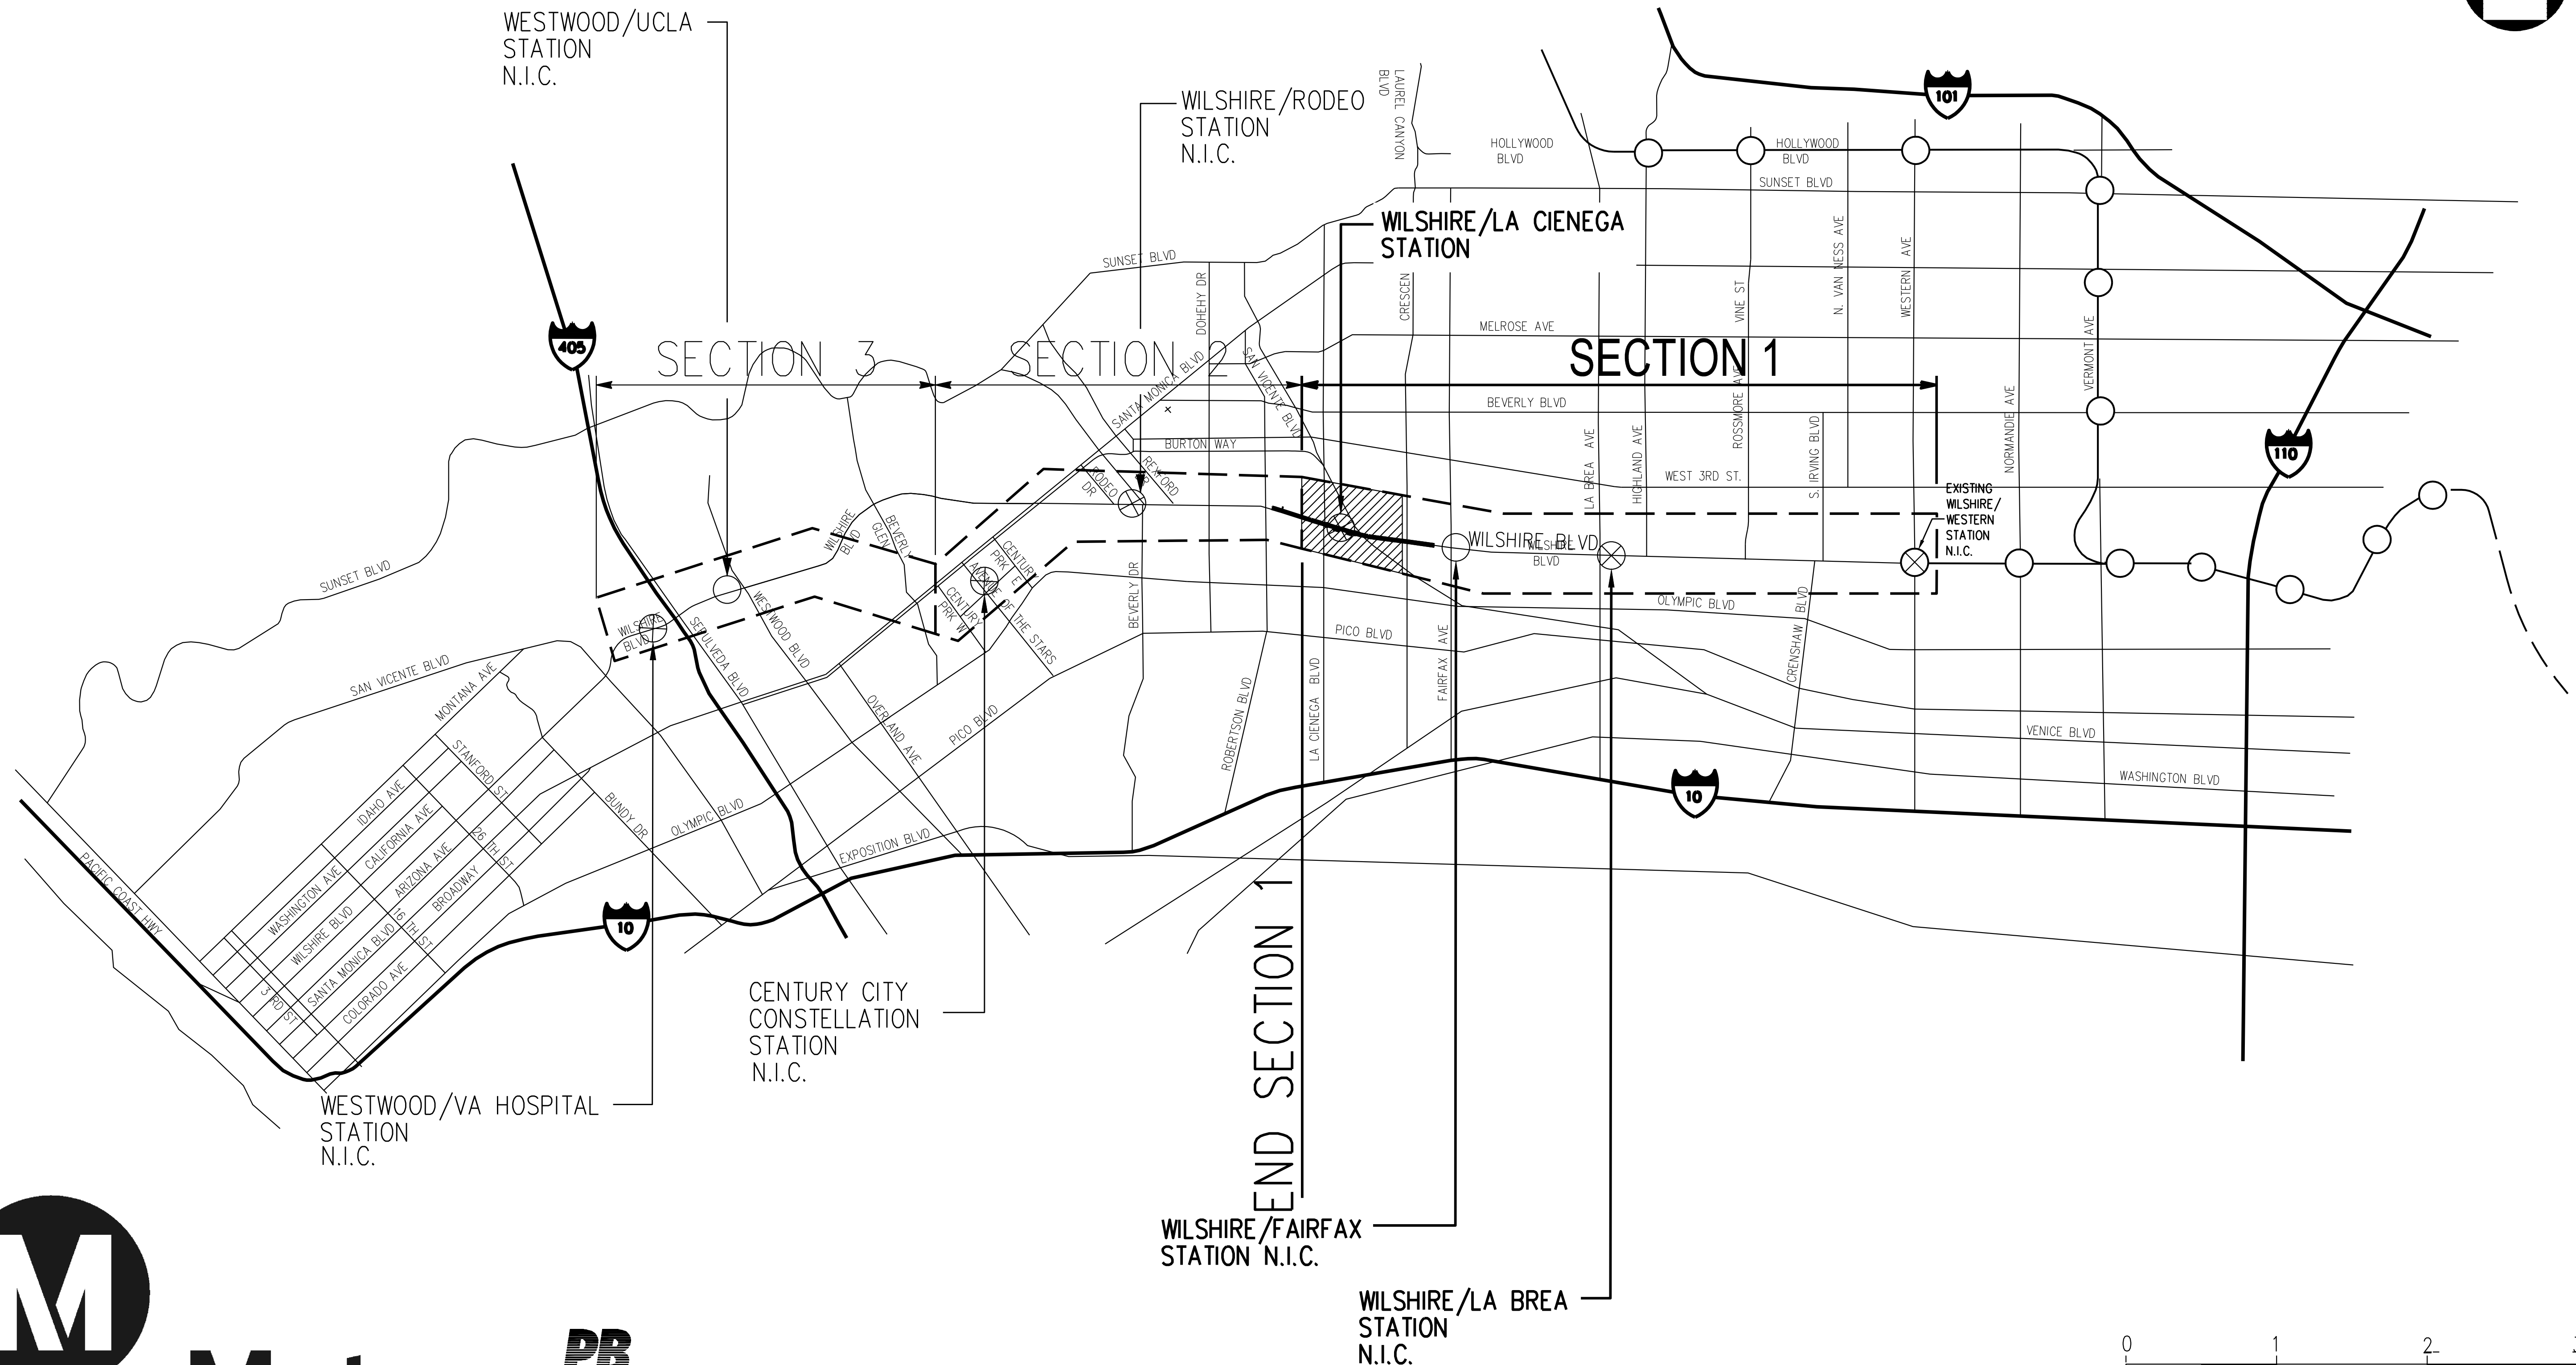 WESTWOOD/UCLA
STATION
N.I.C.
WILSHIRE/RODEO
STATION
N.I.C.
LAUREL CANYON
BLVD
101
HOLLYWOOD
BLVD
HOLLYWOOD
BLVD
SUNSET BLVD
WILSHIRE/LA CIENEGA
STATION
SUNSET BLVD
DOHENY DR
CRESCEN
VINE ST
N. VAN NESS AVE
WESTERN AVE
MELROSE AVE
VERMONT AVE
405
SECTION 3
SECTION 2
SECTION 1
SANTA MONICA BLVD
SAN VICENTE BLVD
ROSSMORE AVE
BEVERLY BLVD
BURTON WAY
LA BREA AVE
HIGHLAND AVE
S. IRVING BLVD
NORMANDIE AVE
110
REXFORD
DR
RODEO
DR
WEST 3RD ST.
EXISTING
WILSHIRE/
WESTERN
STATION
N.I.C.
WILSHIRE
BLVD
BEVERLY
GLEN
WILSHIRE BLVD
WILSHIRE
BLVD
CENTURY
PRK E
AVENUE OF THE STARS
CENTURY
PRK W
SUNSET BLVD
BEVERLY DR
OLYMPIC BLVD
WILSHIRE
BLVD
WESTWOOD BLVD
SEPULVEDA BLVD
PICO BLVD
FAIRFAX AVE
CRENSHAW BLVD
SAN VICENTE BLVD
MONTANA AVE
OVERLAND AVE
PICO BLVD
ROBERTSON BLVD
LA CIENEGA BLVD
VENICE BLVD
STANFORD ST
WASHINGTON BLVD
10
IDAHO AVE
CALIFORNIA AVE
26 TH ST
BUNDY DR
OLYMPIC BLVD
EXPOSITION BLVD
PACIFIC COAST HWY
WASHINGTON AVE
ARIZONA AVE
BROADWAY
WILSHIRE BLVD
16 TH ST
SANTA MONICA BLVD
COLORADO AVE
3 RD ST
10
END SECTION 1
CENTURY CITY
CONSTELLATION
STATION
N.I.C.
WESTWOOD/VA HOSPITAL
STATION
N.I.C.
WILSHIRE/FAIRFAX
STATION N.I.C.
WILSHIRE/LA BREA
STATION
N.I.C.
M
PB
0 1 2